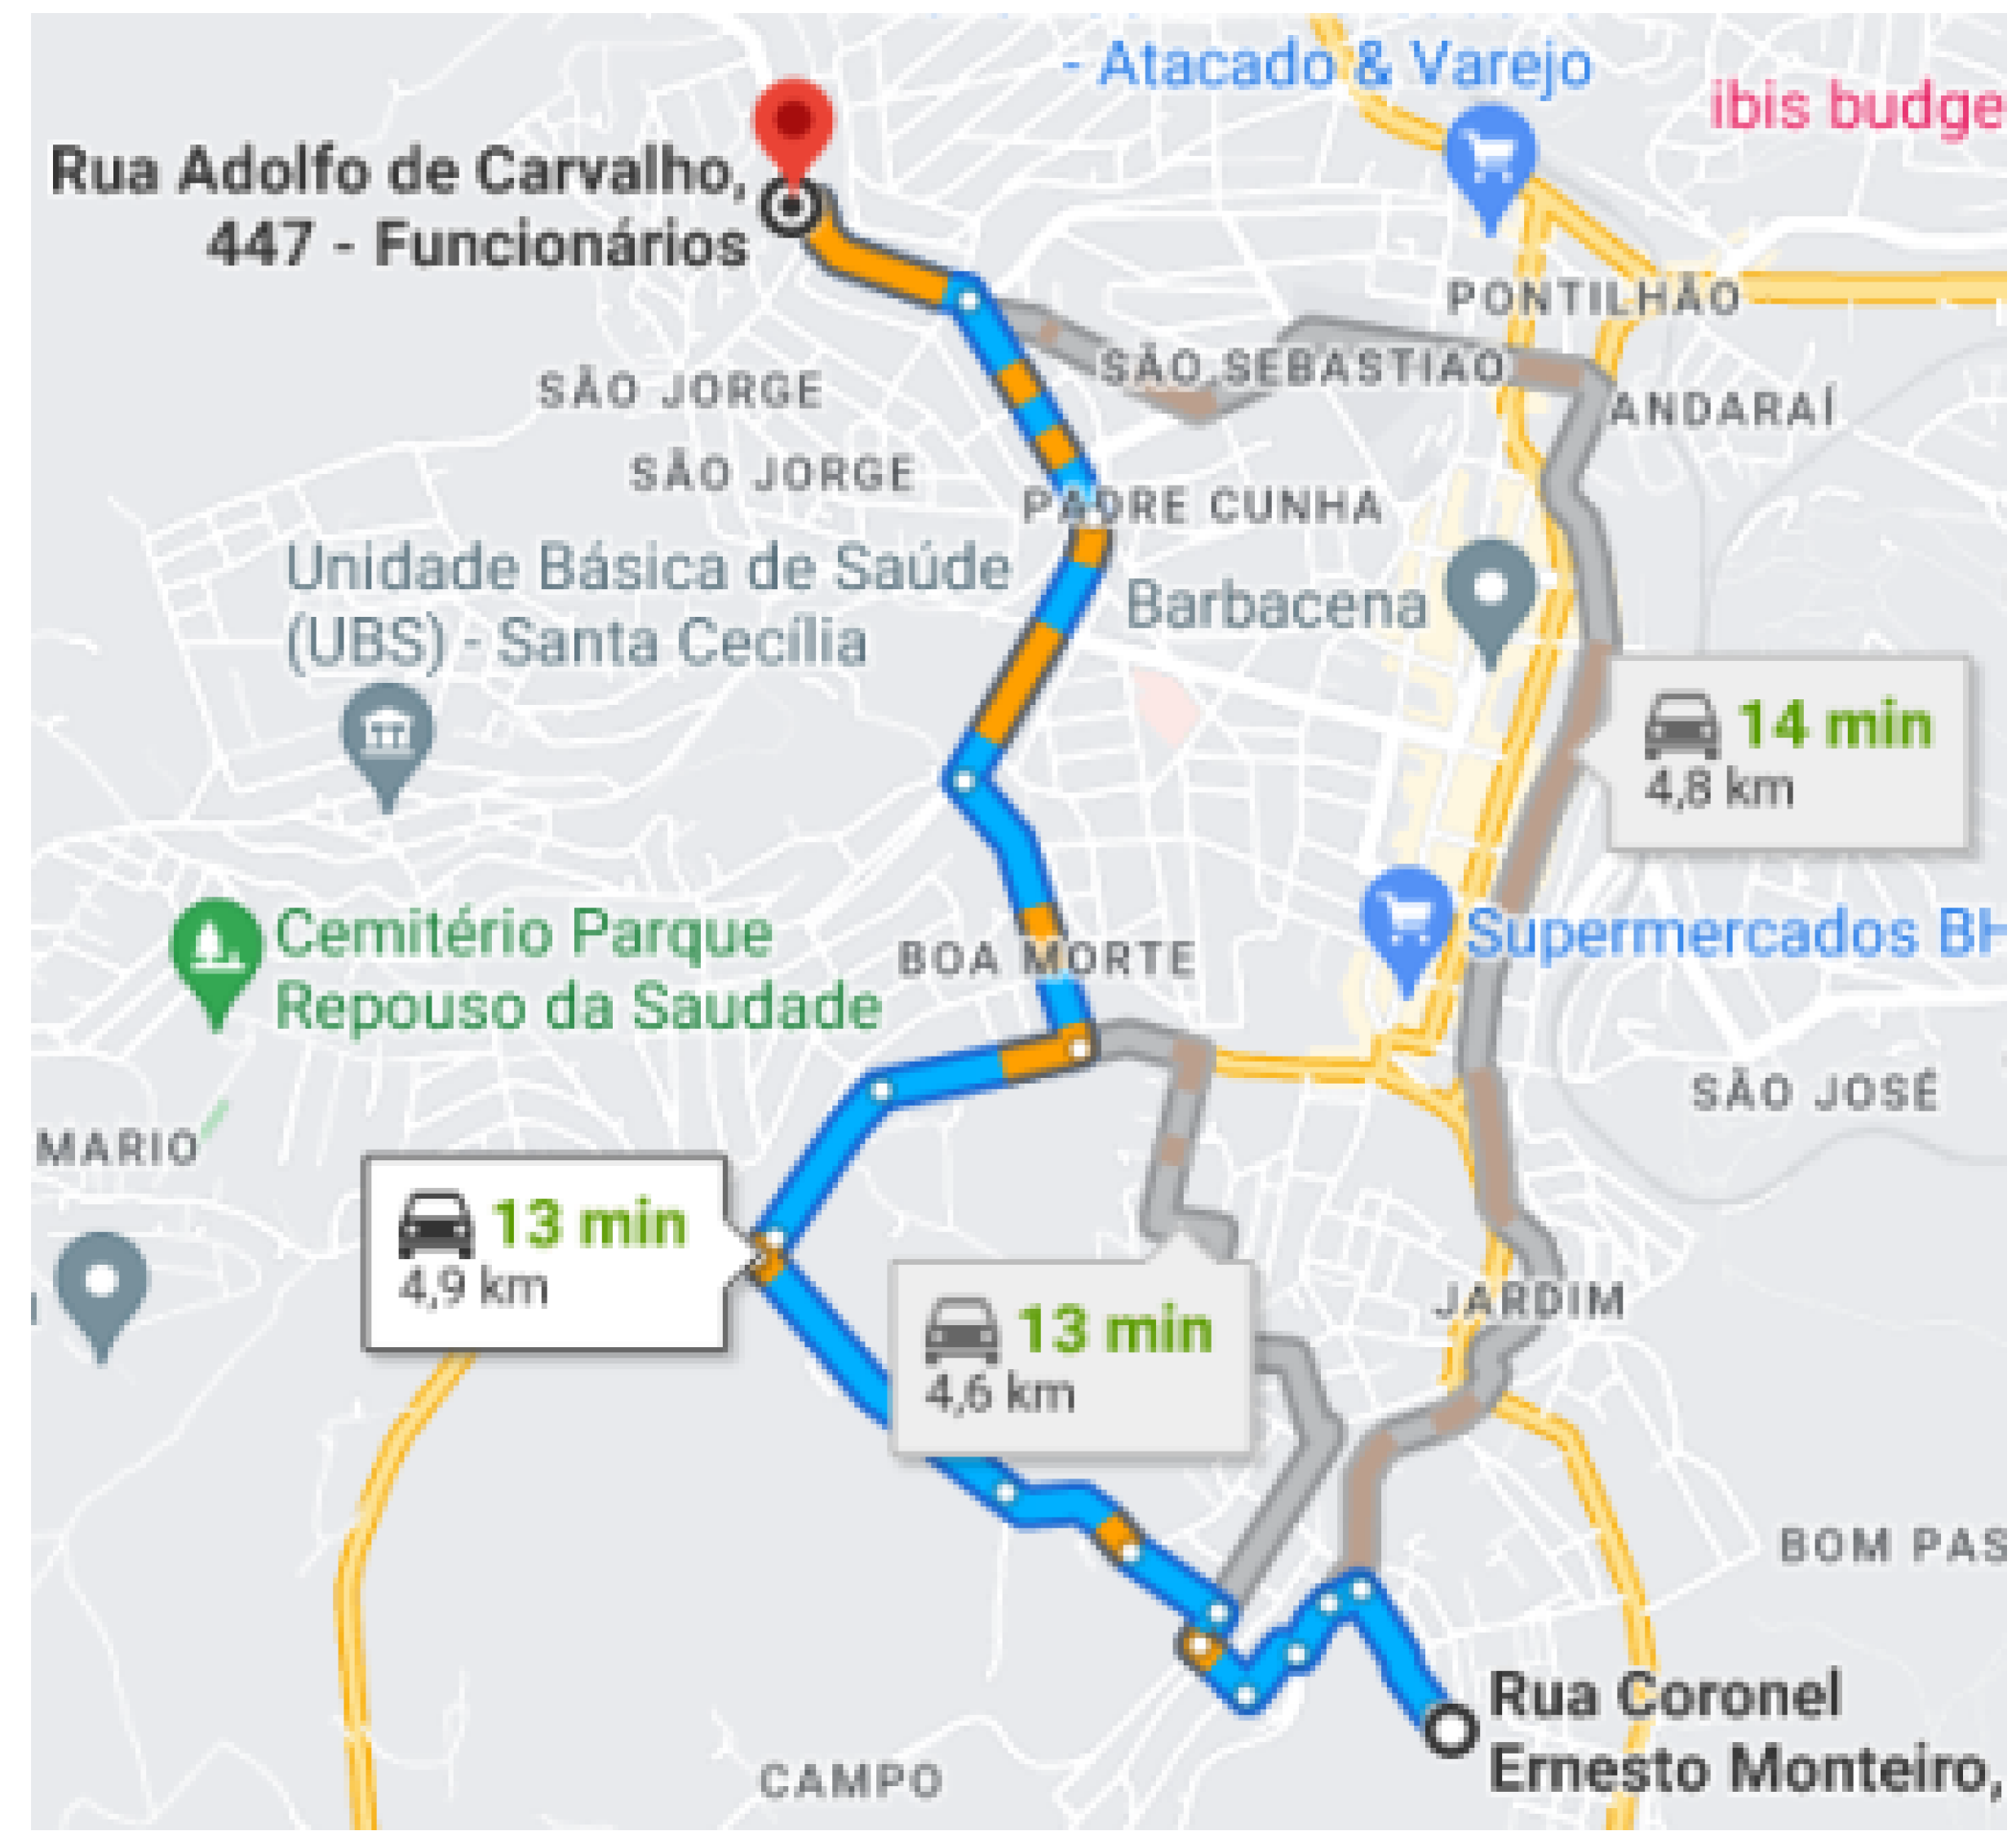 - Atacado & Varejo
ibis budge
Rua Adolfo de Carvalho,
447 - Funcionários
PONTILHÃO
SÃO SEBASTIAO
SÃO JORGE
ANDARAÍ
SÃO JORGE
PADRE CUNHA
Unidade Básica de Saúde
(UBS) - Santa Cecília
Barbacena
14 min
4,8 km
Cemitério Parque
Repouso da Saudade
BOA MORTE
Supermercados BH
SÃO JOSÉ
MARIO
13 min
4,9 km
13 min
4,6 km
JARDIM
BOM PAS
Rua Coronel
Ernesto Monteiro,
CAMPO